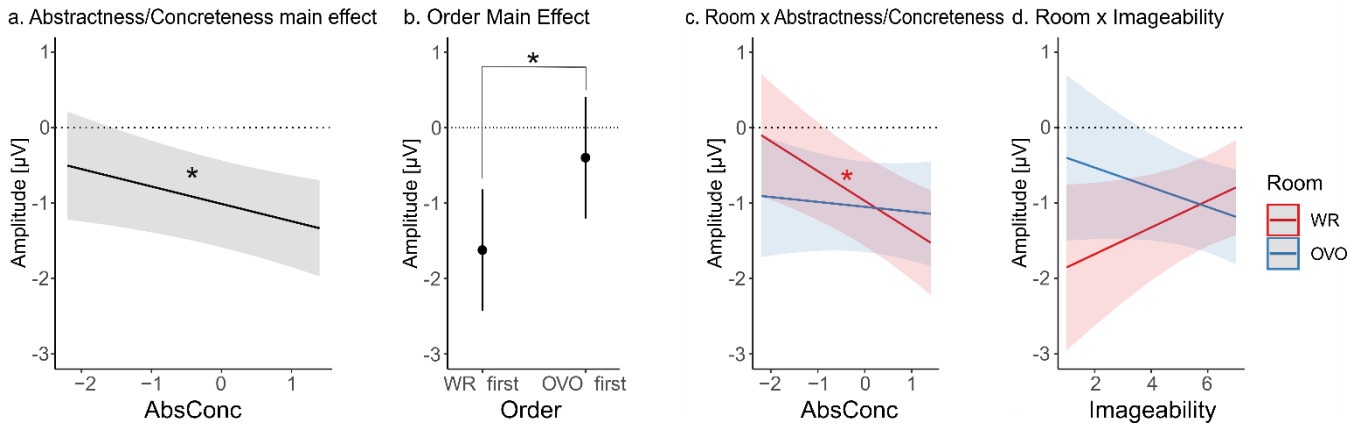 a. Abstractness/Concreteness main effect
b. Order Main Effect
c. Room x Abstractness/Concreteness
d. Room x Imageability
Amplitude [µV]
1
0
-1
-2
-3
*
−2
−1
0
1
AbsConc
Amplitude [µV]
1
0
-1
-2
-3
*
WR first
OVO first
Order
Amplitude [µV]
1
0
-1
-2
-3
*
−2
−1
0
1
AbsConc
Amplitude [µV]
1
0
-1
-2
-3
2
4
6
Imageability
Room
WR
OVO